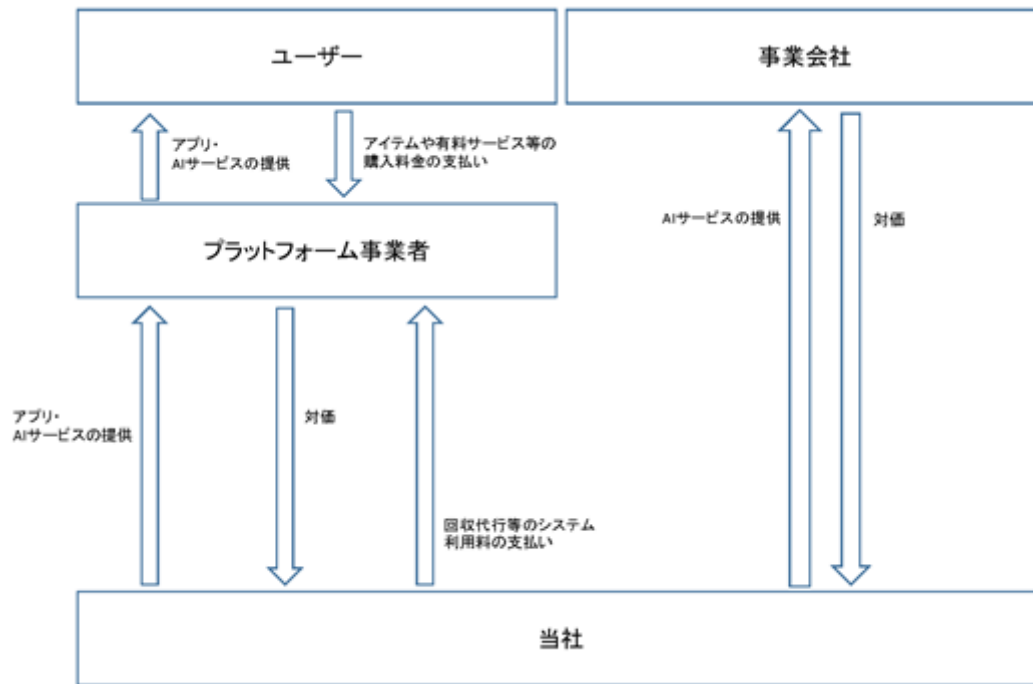 ユーザー
事業会社
アプリ・
AIサービスの提供
アイテムや有料サービス等の
購入料金の支払い
プラットフォーム事業者
AIサービスの提供
対価
アプリ・
AIサービスの提供
対価
回収代行等のシステム
利用料の支払い
当社